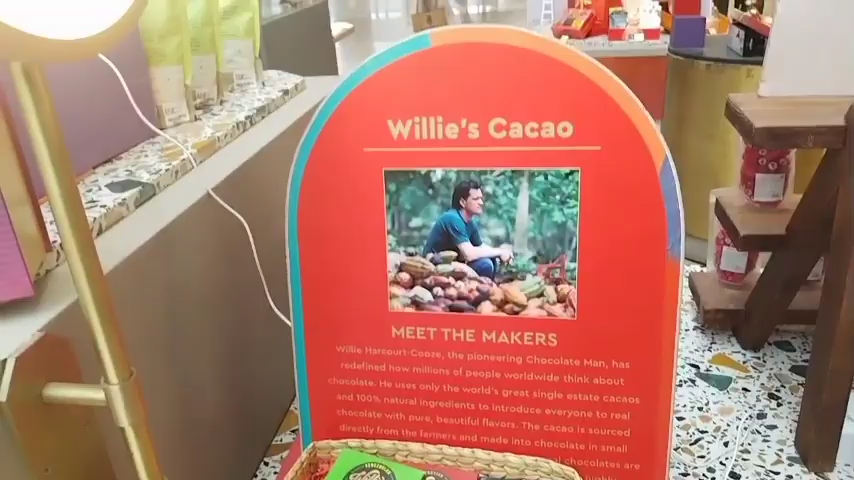 Willie's Cacao
MEET THE MAKERS
Willie Harcourt-Cooze, the pioneering Chocolate Man, has
redefined how millions of people worldwide think about
chocolate. He uses only the world's great single estate cacaos
and 100% natural ingredients to introduce everyone to real
chocolate with pure, beautiful flavors. The cacao is sourced
directly from the farmers and made into chocolate in small
chocolates are
highly